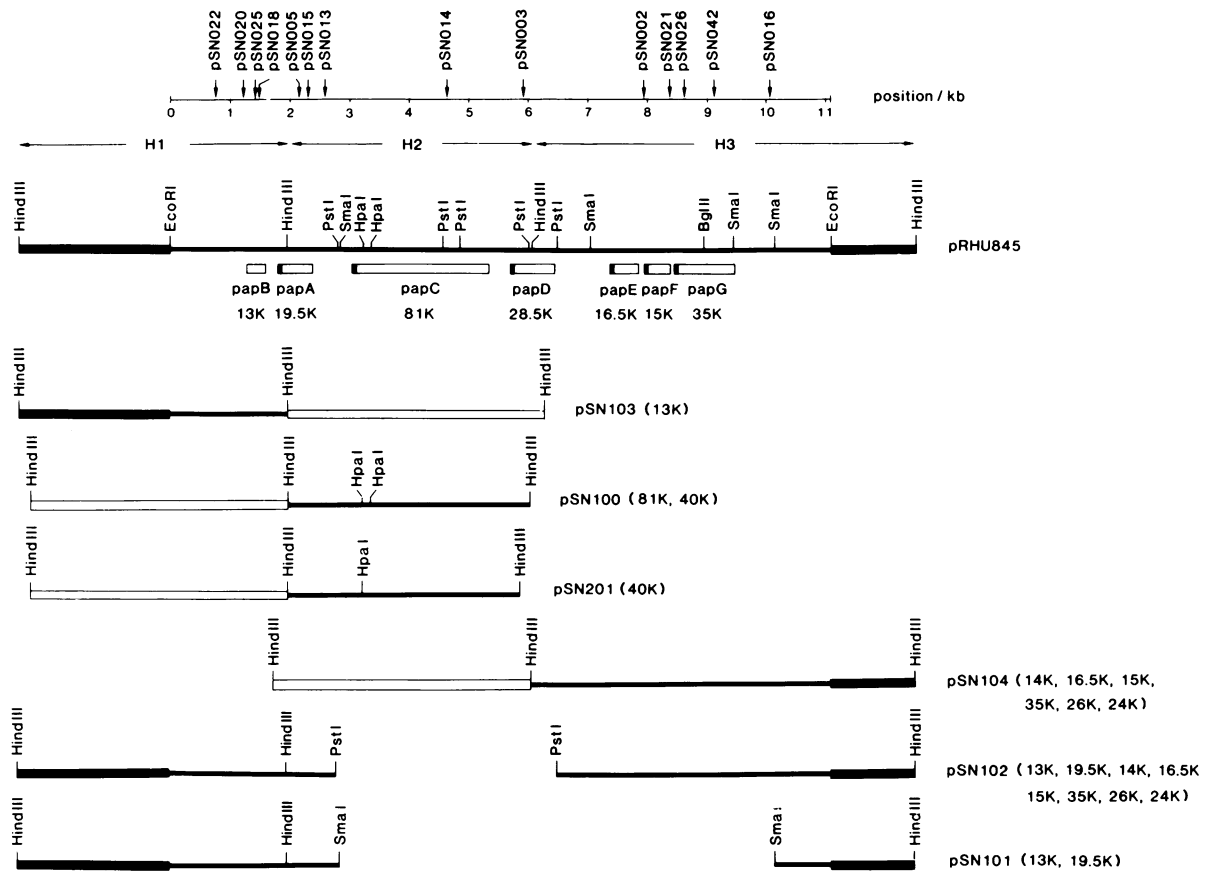 pSN022 pSN020 pSN025 pSN018 pSN005 pSN015 pSN013 pSN014 pSN003 pSN002 pSN021 pSN026 pSN042 pSN016
0 1 2 3 4 5 6 7 8 9 10 11 position / kb
H1 H2 H3
HindIII EcoRI HindIII PstI SmaI HpaI HpaI PstI PstI PstI HindIII PstI SmaI BglII SmaI SmaI EcoRI HindIII
pRHU845
papB papA papC papD papE papF papG
13K 19.5K 81K 28.5K 16.5K 15K 35K
HindIII HindIII HindIII
pSN103 (13K)
HindIII HindIII HpaI HpaI HindIII
pSN100 (81K, 40K)
HindIII HindIII HpaI HindIII
pSN201 (40K)
HindIII HindIII HindIII
pSN104 (14K, 16.5K, 15K,
35K, 26K, 24K)
HindIII HindIII PstI PstI HindIII
pSN102 (13K, 19.5K, 14K, 16.5K
15K, 35K, 26K, 24K)
HindIII HindIII SmaI SmaI HindIII
pSN101 (13K, 19.5K)